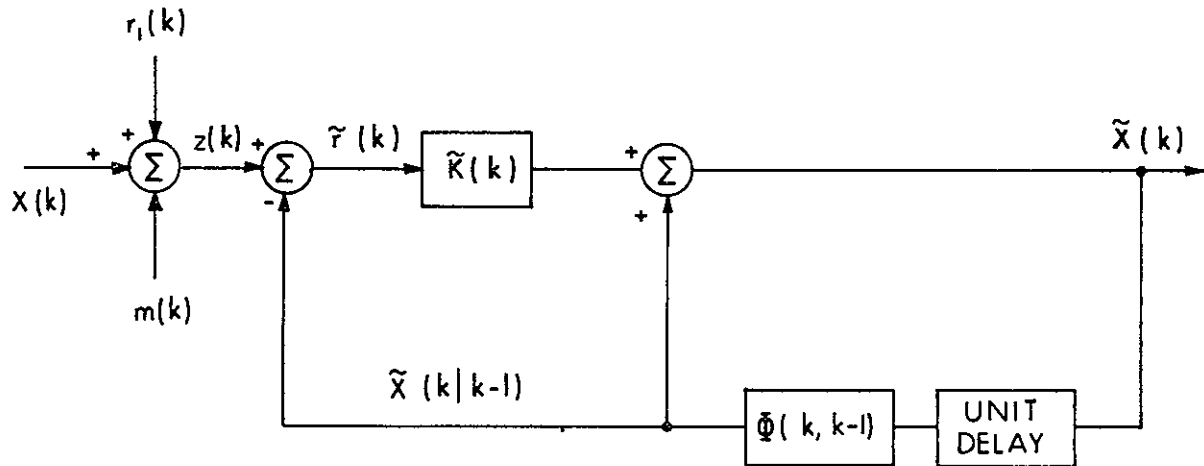 r₁(k)
+
+
Σ
z(k)
+
Σ
-
r̃ (k)
K̃(k)
+
Σ
+
X̃(k)
X(k)
m(k)
X̃ (k|k-1)
Φ( k, k-1)
UNIT
DELAY